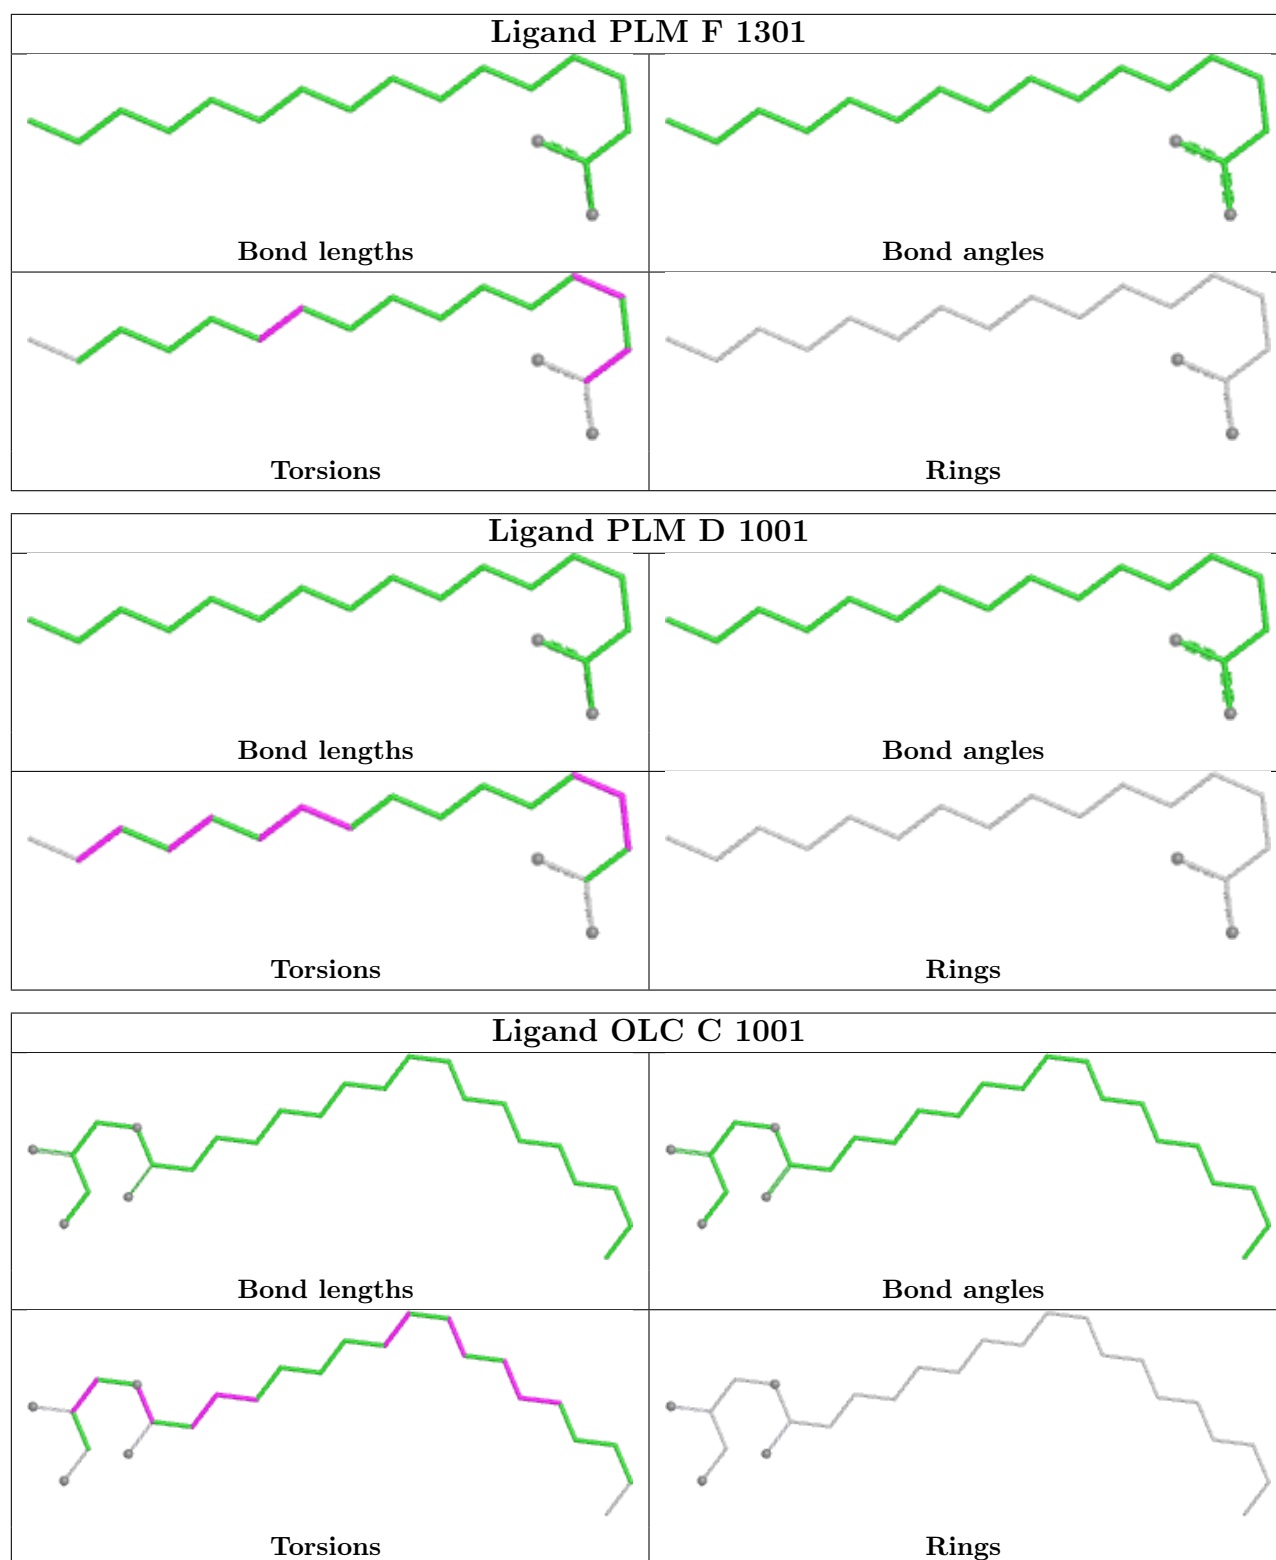 Ligand PLM F 1301
Bond lengths
Bond angles
Torsions
Rings
Ligand PLM D 1001
Bond lengths
Bond angles
Torsions
Rings
Ligand OLC C 1001
Bond lengths
Bond angles
Torsions
Rings